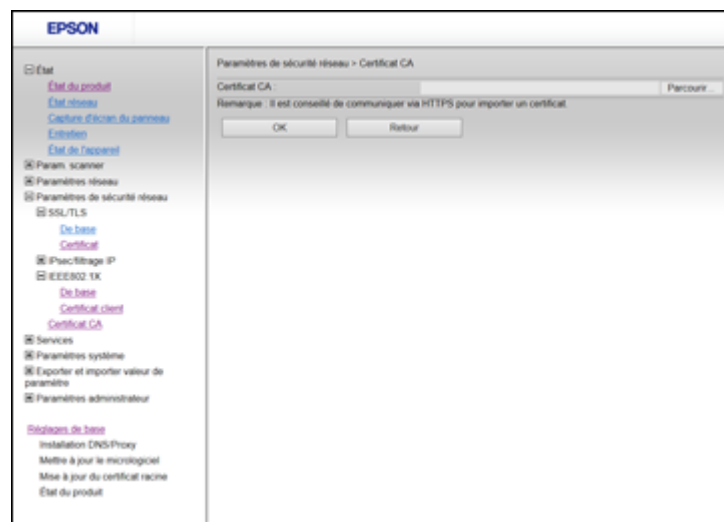 EPSON
État
État du produit
État réseau
Capture d'écran du panneau
Entretien
État de l'appareil
Param. scanner
Paramètres réseau
Paramètres de sécurité réseau
SSL/TLS
De base
Certificat
IPsec/filtrage IP
IEEE802.1X
De base
Certificat client
Certificat CA
Services
Paramètres système
Exporter et importer valeur de
paramètre
Paramètres administrateur
Réglages de base
Installation DNS/Proxy
Mettre à jour le micrologiciel
Mise à jour du certificat racine
État du produit
Paramètres de sécurité réseau > Certificat CA
Certificat CA :
Parcourir...
Remarque : Il est conseillé de communiquer via HTTPS pour importer un certificat.
OK
Retour